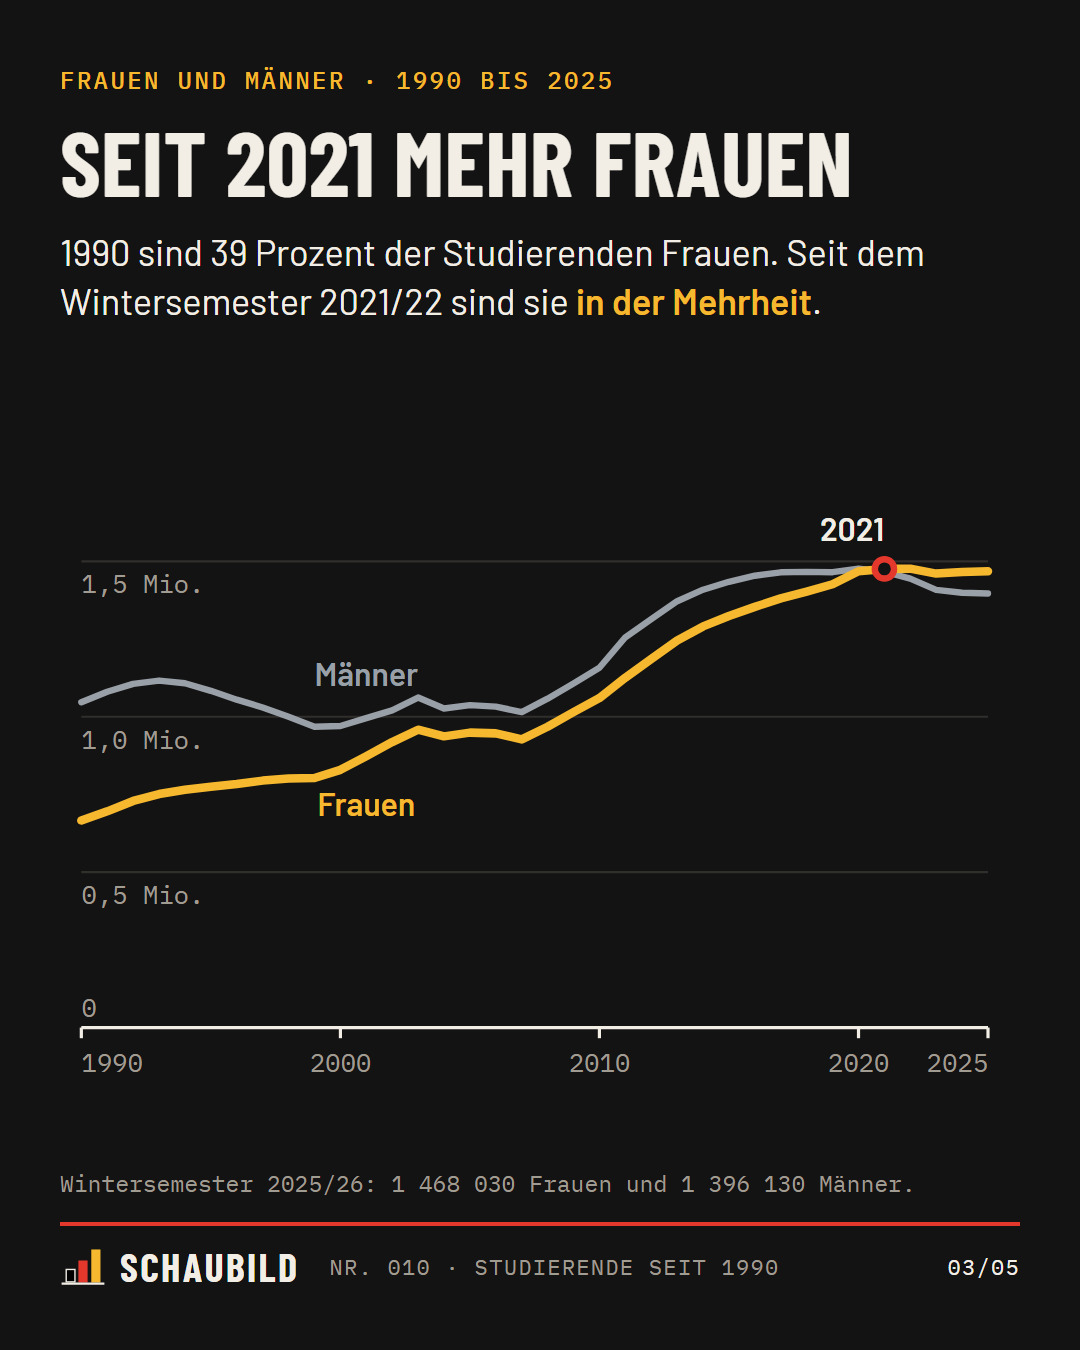 FRAUEN UND MÄNNER · 1990 BIS 2025
SEIT 2021 MEHR FRAUEN
1990 sind 39 Prozent der Studierenden Frauen. Seit dem
Wintersemester 2021/22 sind sie in der Mehrheit.
2021
1,5 Mio.
Männer
1,0 Mio.
Frauen
0,5 Mio.
0
1990 2000 2010 2020 2025
Wintersemester 2025/26: 1 468 030 Frauen und 1 396 130 Männer.
SCHAUBILD NR. 010 · STUDIERENDE SEIT 1990 03/05